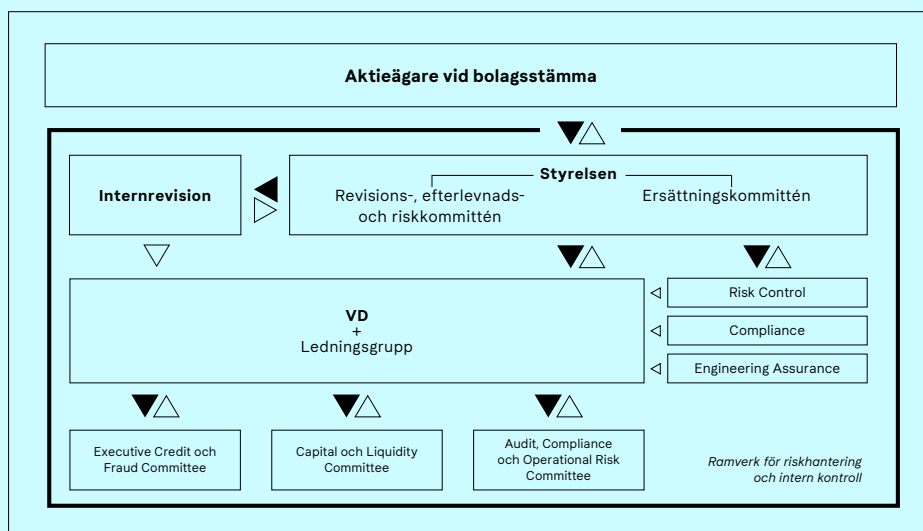 Aktieägare vid bolagsstämma
Internrevision
Styrelsen
Revisions-, efterlevnads-
och riskkommittén
Ersättningskommittén
VD
+
Ledningsgrupp
Risk Control
Compliance
Engineering Assurance
Executive Credit och
Fraud Committee
Capital och Liquidity
Committee
Audit, Compliance
och Operational Risk
Committee
Ramverk för riskhantering
och intern kontroll